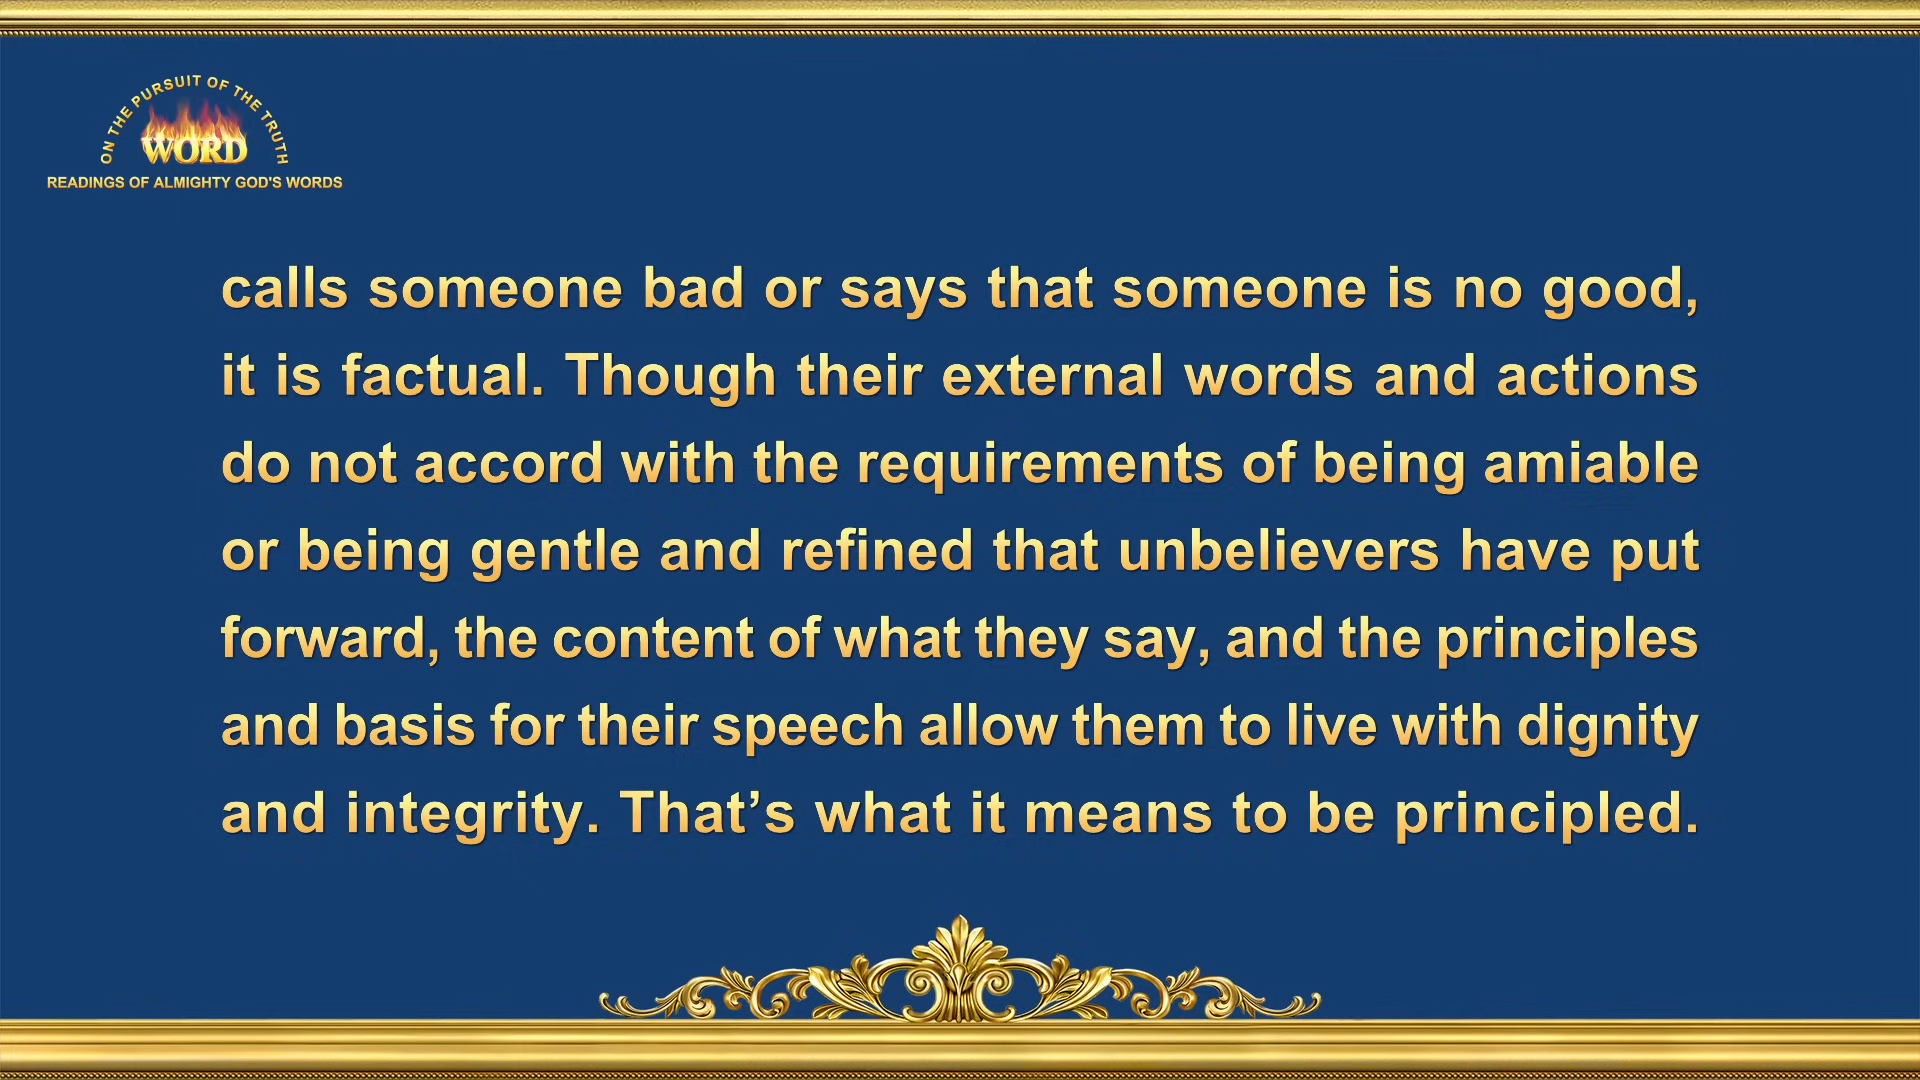 ON THE PURSUIT OF THE TRUTH
WORD
READINGS OF ALMIGHTY GOD'S WORDS
calls someone bad or says that someone is no good,
it is factual. Though their external words and actions
do not accord with the requirements of being amiable
or being gentle and refined that unbelievers have put
forward, the content of what they say, and the principles
and basis for their speech allow them to live with dignity
and integrity. That’s what it means to be principled.